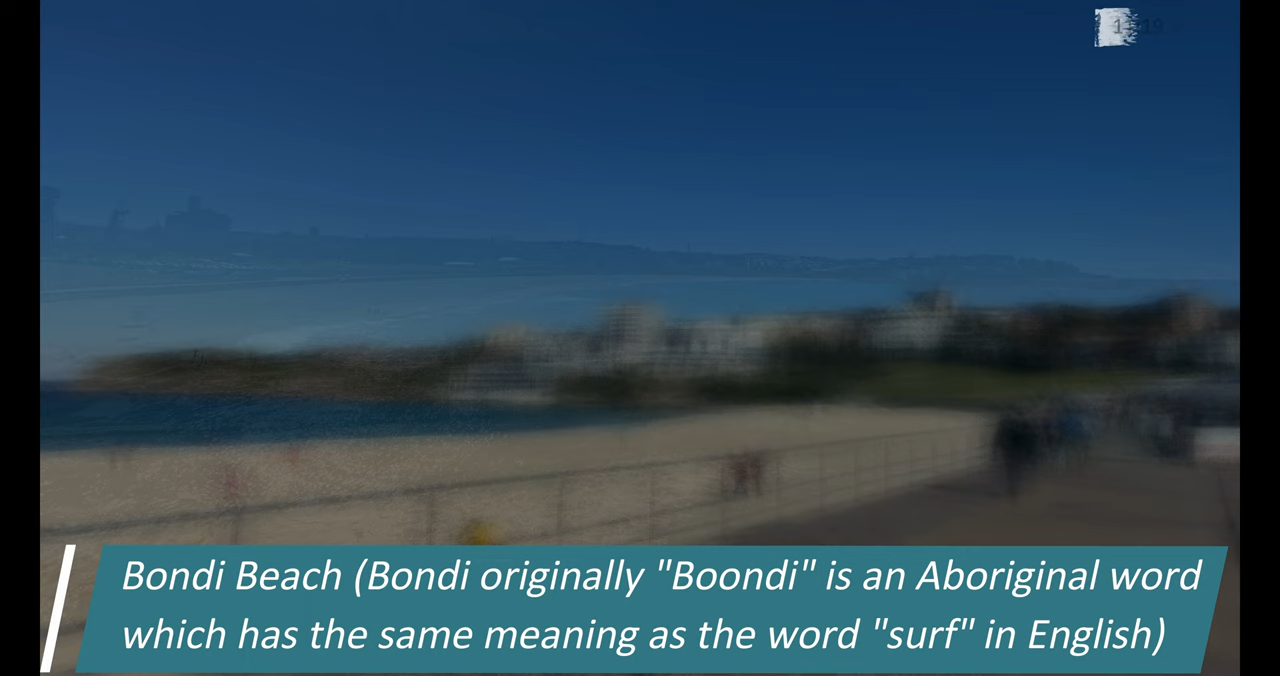 Bondi Beach (Bondi originally "Boondi" is an Aboriginal word
which has the same meaning as the word "surf" in English)